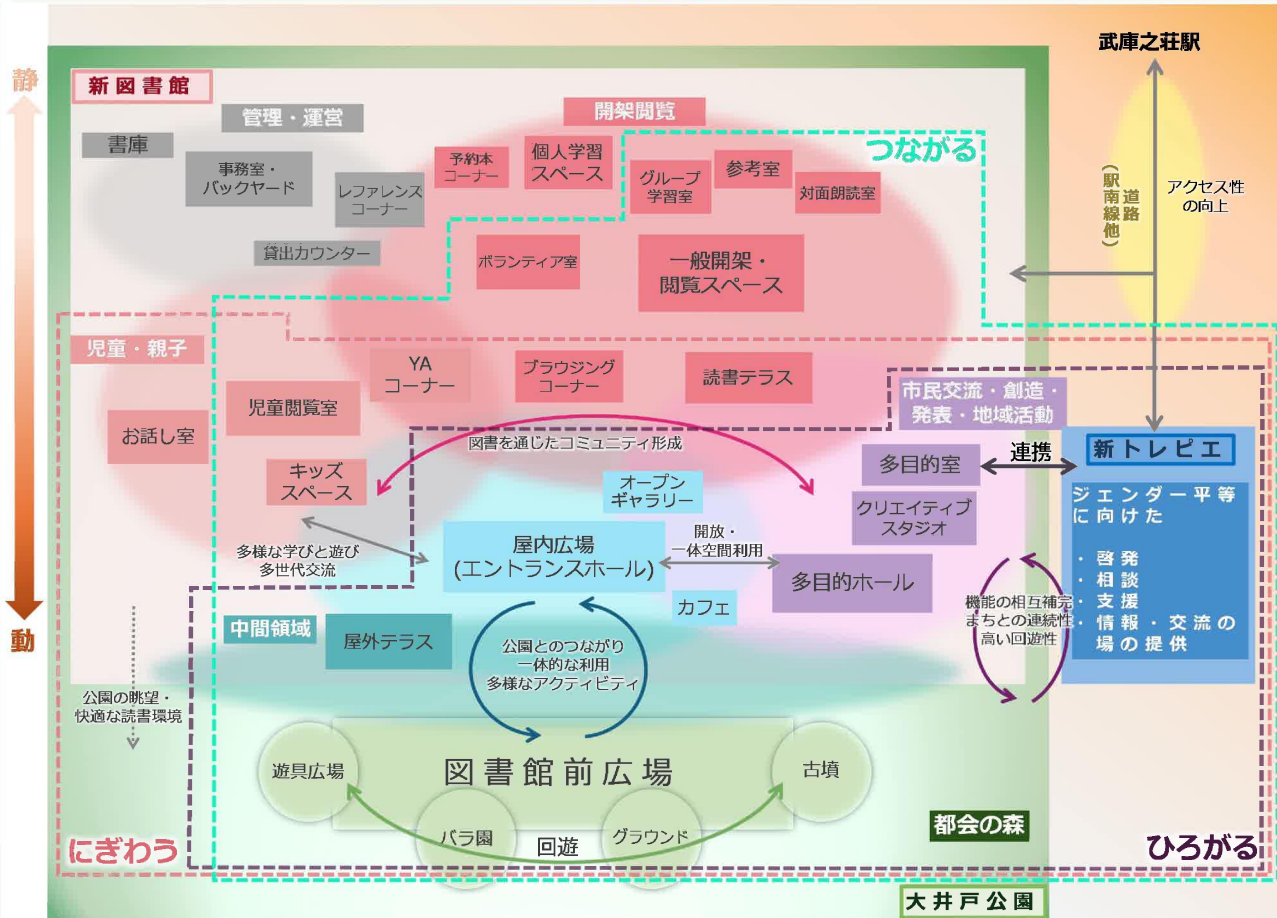 武庫之荘駅
静
新図書館
管理・運営
開架閲覧
書庫
事務室・
バックヤード
レファレンス
コーナー
貸出カウンター
予約本
コーナー
個人学習
スペース
つながる
グループ
学習室
参考室
対面朗読室
ボランティア室
一般開架・
閲覧スペース
道路
(駅南線他)
アクセス性
の向上
児童・親子
YA
コーナー
ブラウジング
コーナー
読書テラス
児童閲覧室
お話し室
市民交流・創造・
発表・地域活動
図書を通じたコミュニティ形成
キッズ
スペース
多目的室
連携
新トレピエ
オープン
ギャラリー
クリエイティブ
スタジオ
ジェンダー平等
に向けた
・啓発
・相談
・支援
・情報・交流の
場の提供
多様な学びと遊び
多世代交流
屋内広場
(エントランスホール)
開放・
一体空間利用
多目的ホール
カフェ
機能の相互補完
まちとの連続性
高い回遊性
動
中間領域
屋外テラス
公園とのつながり
一体的な利用
多様なアクティビティ
公園の眺望・
快適な読書環境
遊具広場
図書館前広場
古墳
バラ園
回遊
グラウンド
都会の森
にぎわう
ひろがる
大井戸公園